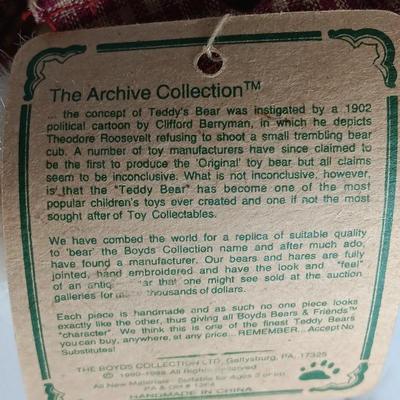 The Archive Collection™
... the concept of Teddy's Bear was instigated by a 1902
political cartoon by Clifford Berryman, in which he depicts
Theodore Roosevelt refusing to shoot a small trembling bear
cub. A number of toy manufacturers have since claimed to
be the first to produce the 'Original' toy bear but all claims
seem to be inconclusive. What is not inconclusive, however,
is that the "Teddy Bear" has become one of the most
popular children's toys ever created and one if not the most
sought after of Toy Collectables.
We have combed the world for a replica of suitable quality
to 'bear' the Boyds Collection name and after much ado,
have found a manufacturer. Our bears and hares are fully
jointed, hand embroidered and have the look and "feel"
of an antique bear that one might see sold at the auction
galleries for thousands of dollars.
Each piece is handmade and as such no one piece looks
exactly like the other, thus giving all Boyds Bears & Friends™
"character". We think this is one of the finest Teddy Bears
you can buy, anywhere, at any price... REMEMBER... Accept No
Substitutes!
THE BOYDS COLLECTION LTD, Gettysburg, PA, 17325
All New Materials - Suitable for Ages 3 or
HANDMADE IN CHINA